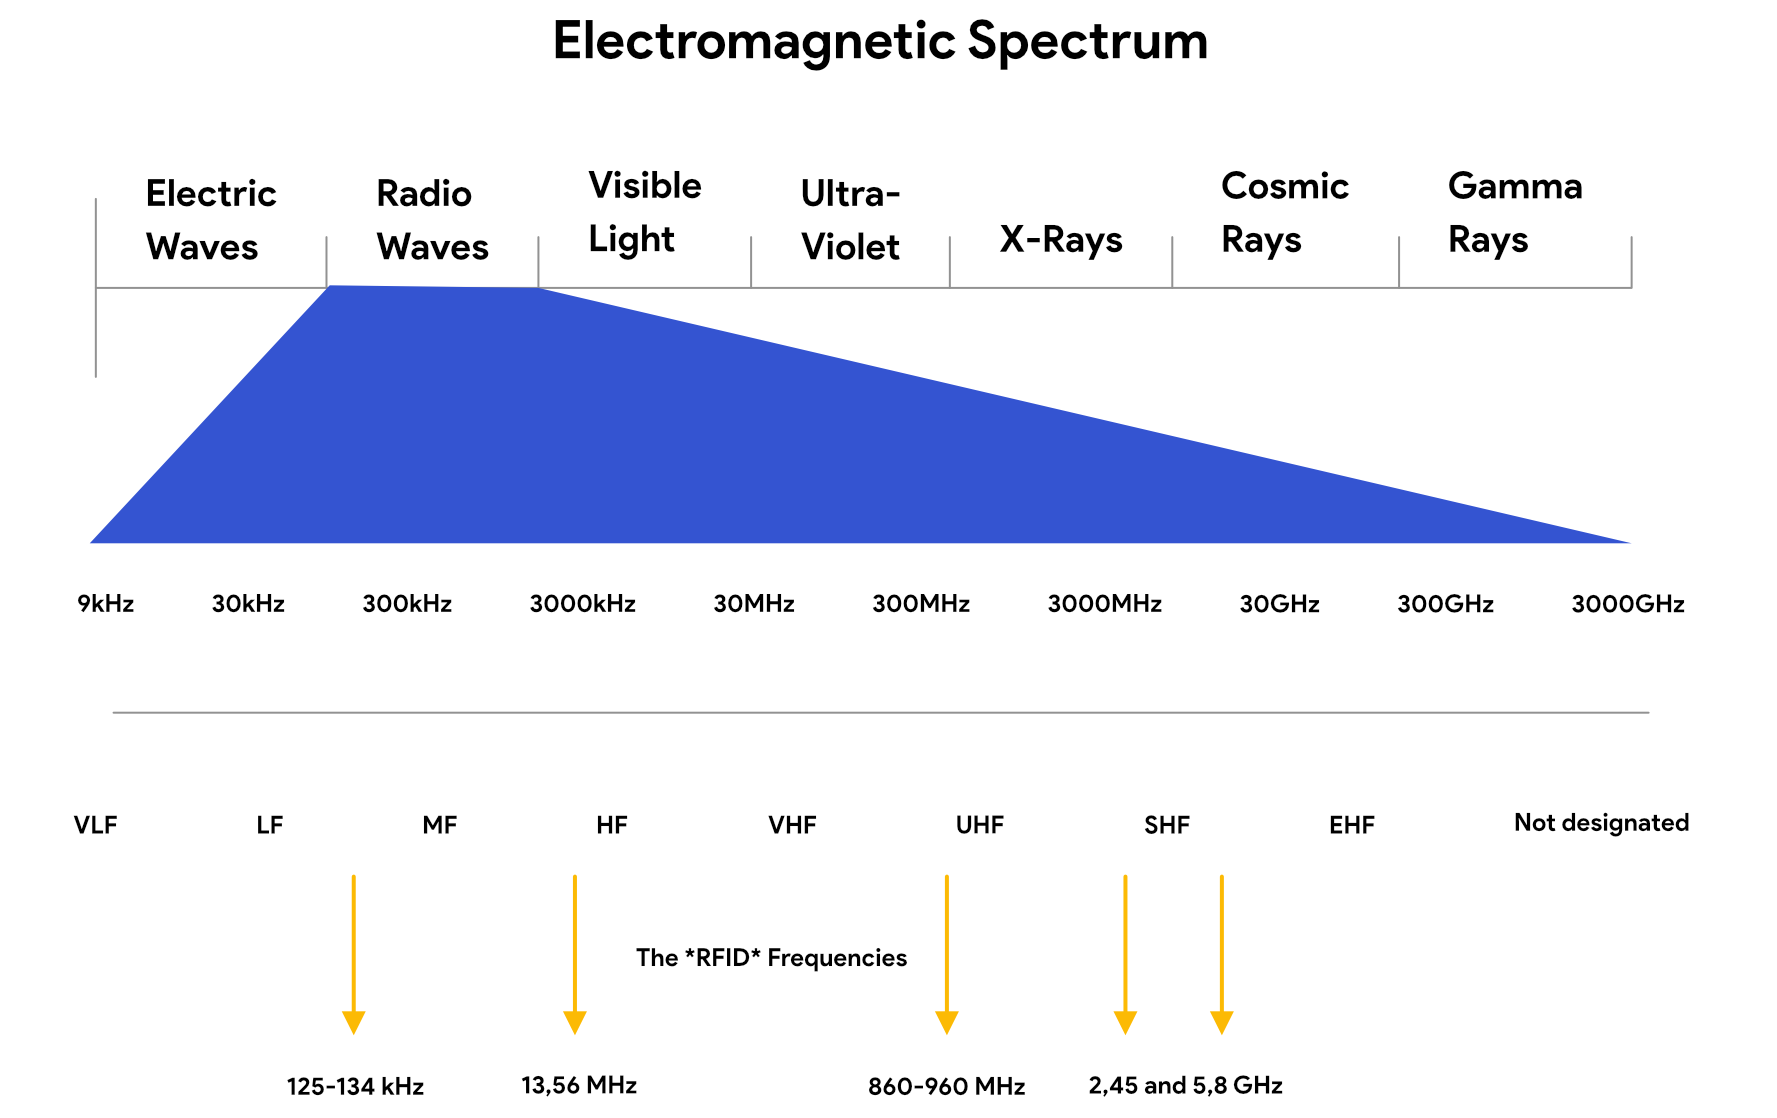 Electromagnetic Spectrum
Electric
Waves
Radio
Waves
Visible
Light
Ultra-
Violet
X-Rays
Cosmic
Rays
Gamma
Rays
9kHz
30kHz
300kHz
3000kHz
30MHz
300MHz
3000MHz
30GHz
300GHz
3000GHz
VLF
LF
MF
HF
VHF
UHF
SHF
EHF
Not designated
The *RFID* Frequencies
125-134 kHz
13,56 MHz
860-960 MHz
2,45 and 5,8 GHz